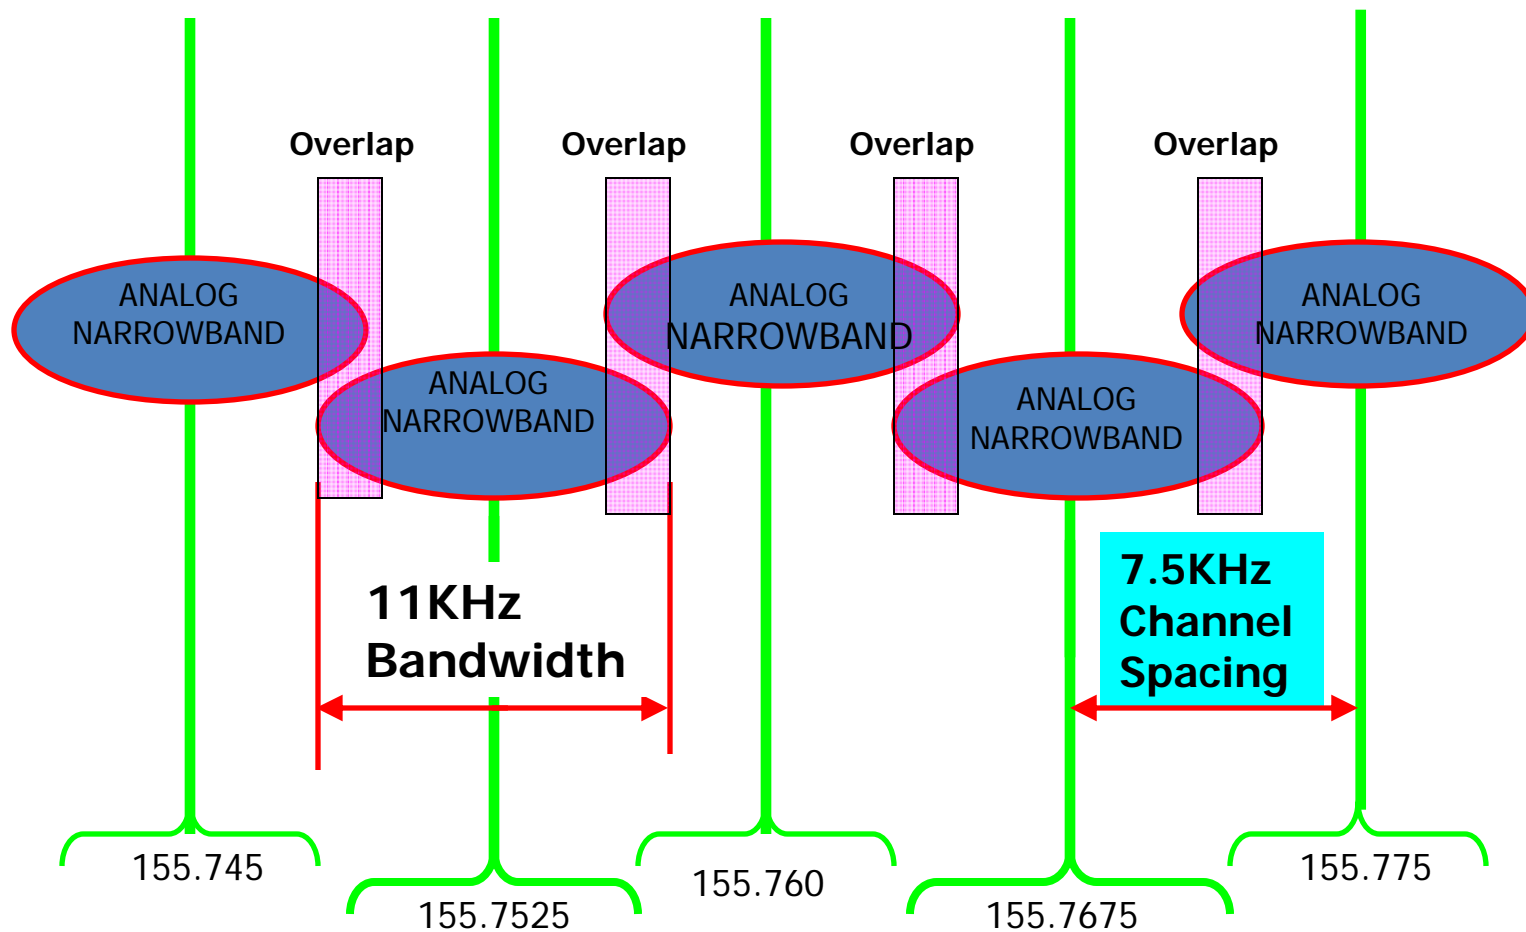 Overlap
Overlap
Overlap
Overlap
ANALOG
NARROWBAND
ANALOG
NARROWBAND
ANALOG
NARROWBAND
ANALOG
NARROWBAND
ANALOG
NARROWBAND
11KHz
Bandwidth
7.5KHz
Channel
Spacing
155.745
155.7525
155.760
155.7675
155.775